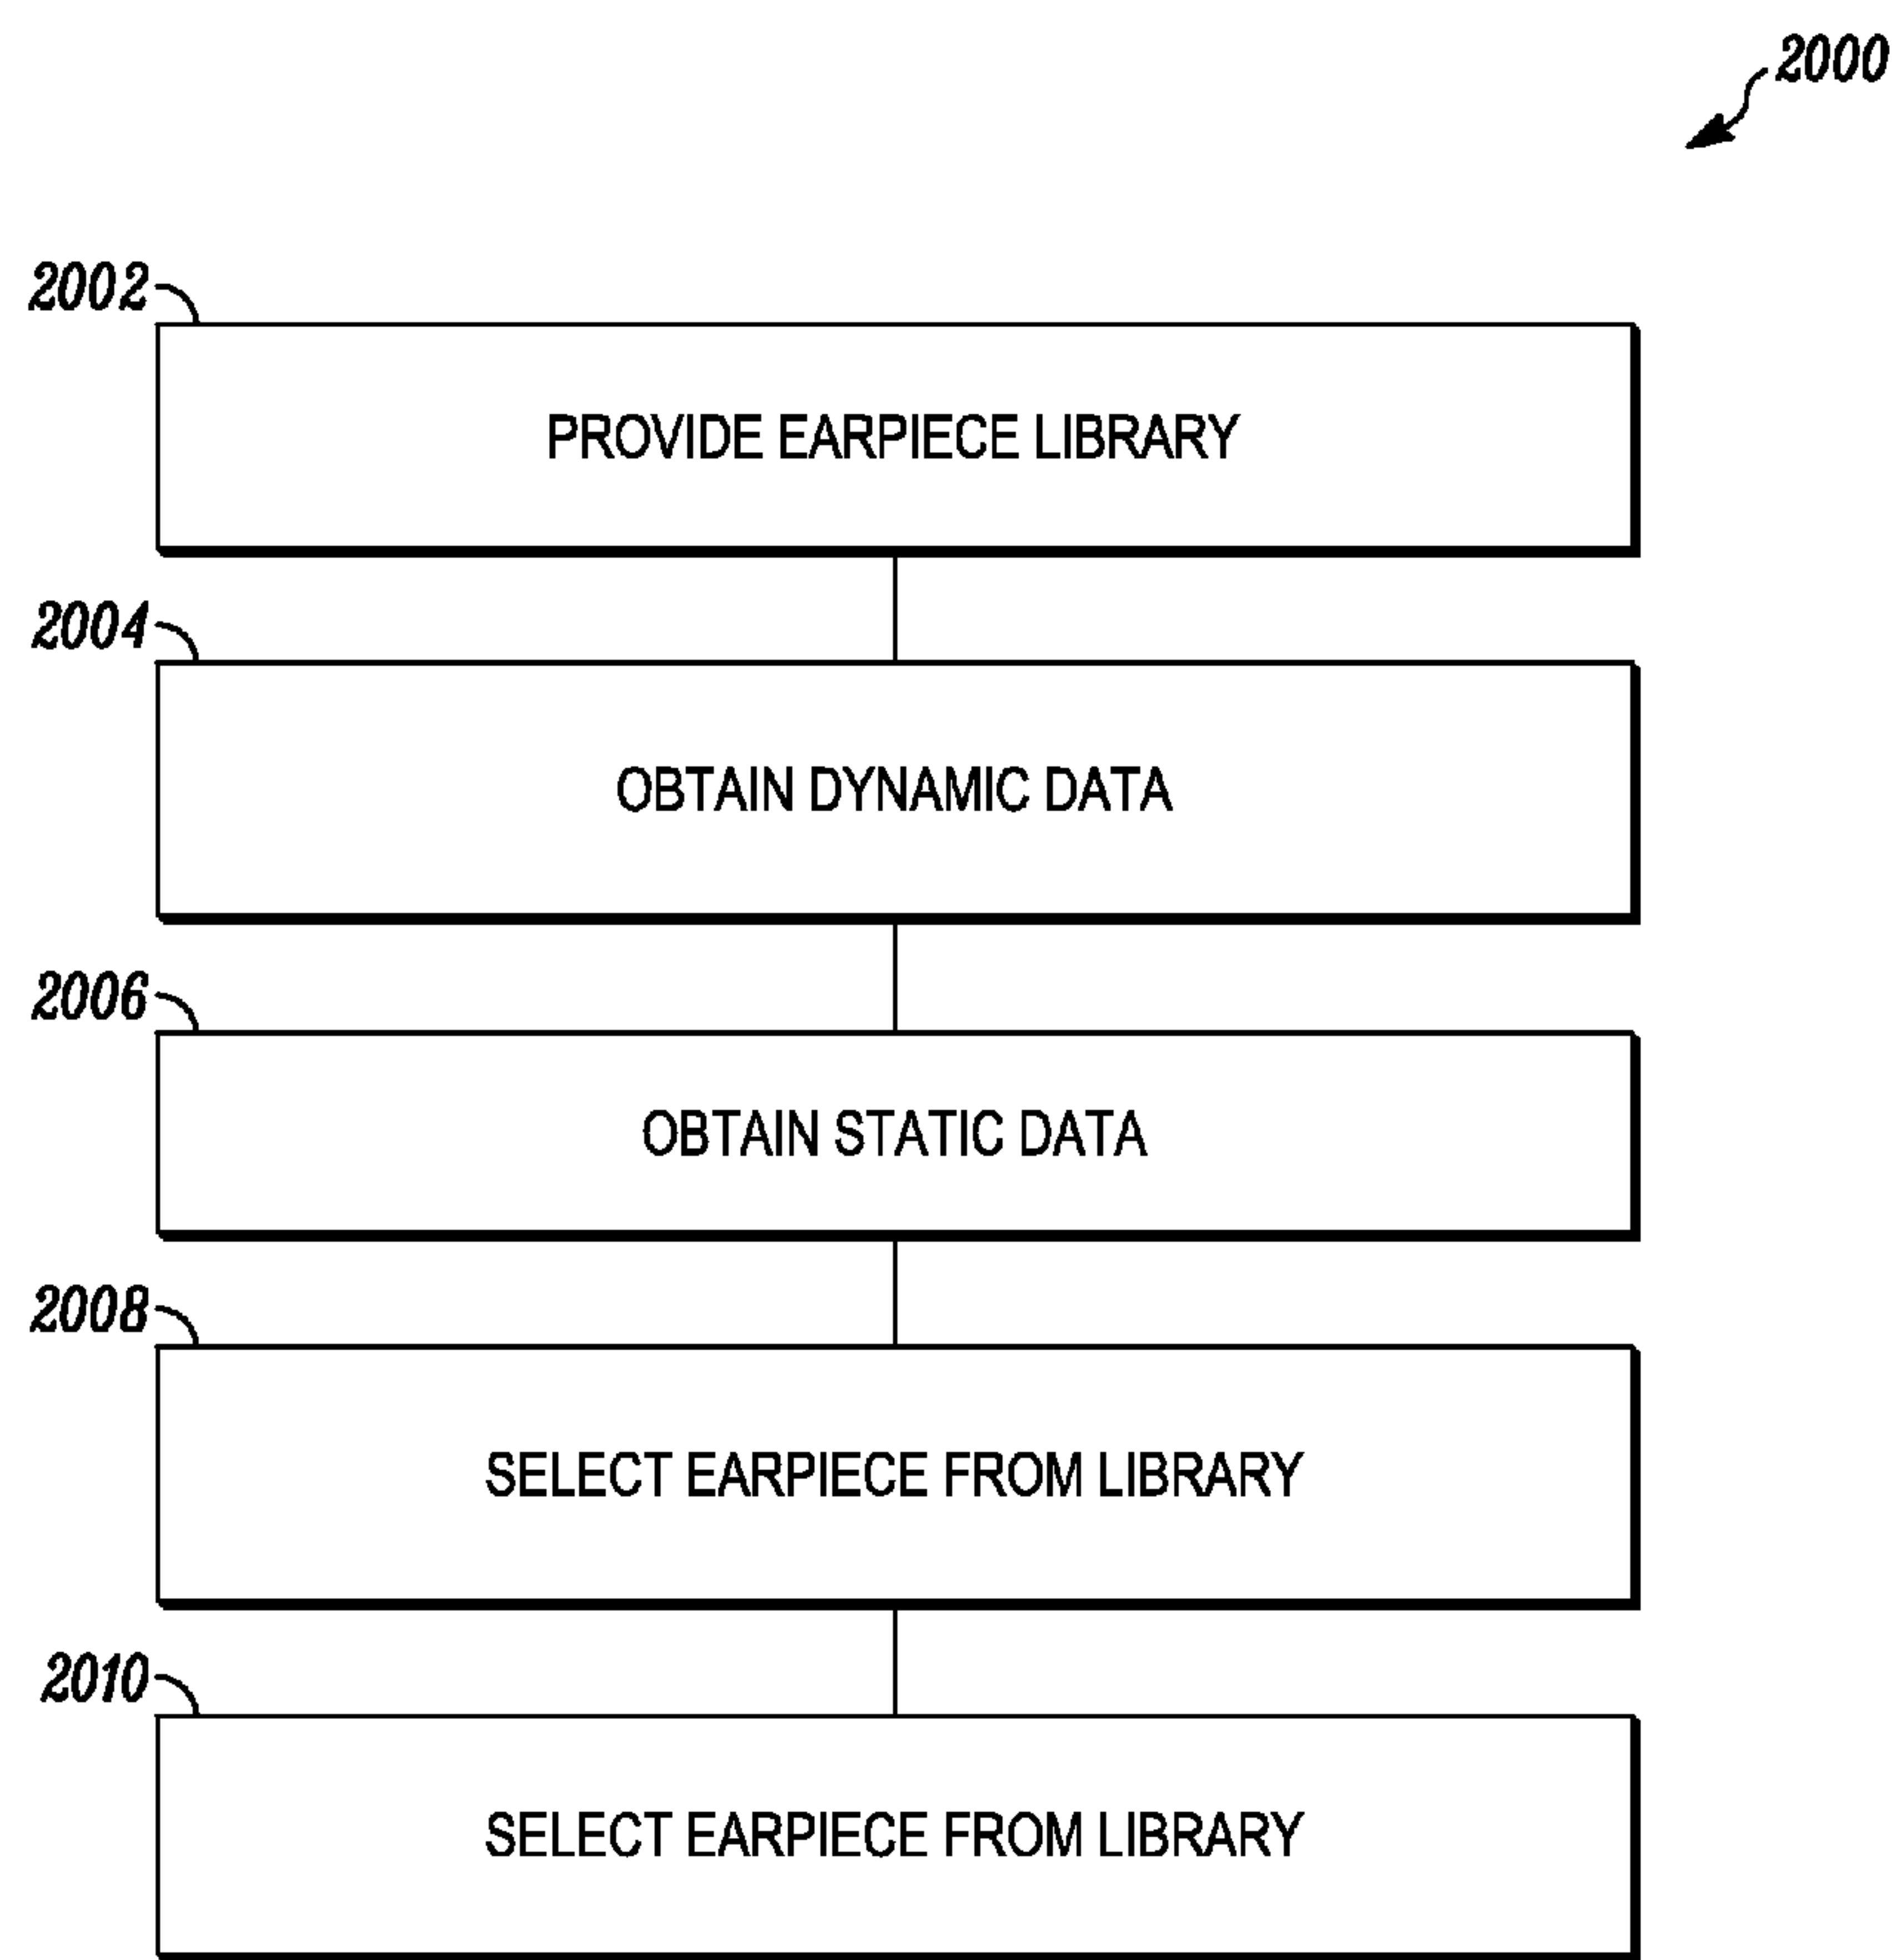 2000
2002
PROVIDE EARPIECE LIBRARY
2004
OBTAIN DYNAMIC DATA
2006
OBTAIN STATIC DATA
2008
SELECT EARPIECE FROM LIBRARY
2010
SELECT EARPIECE FROM LIBRARY